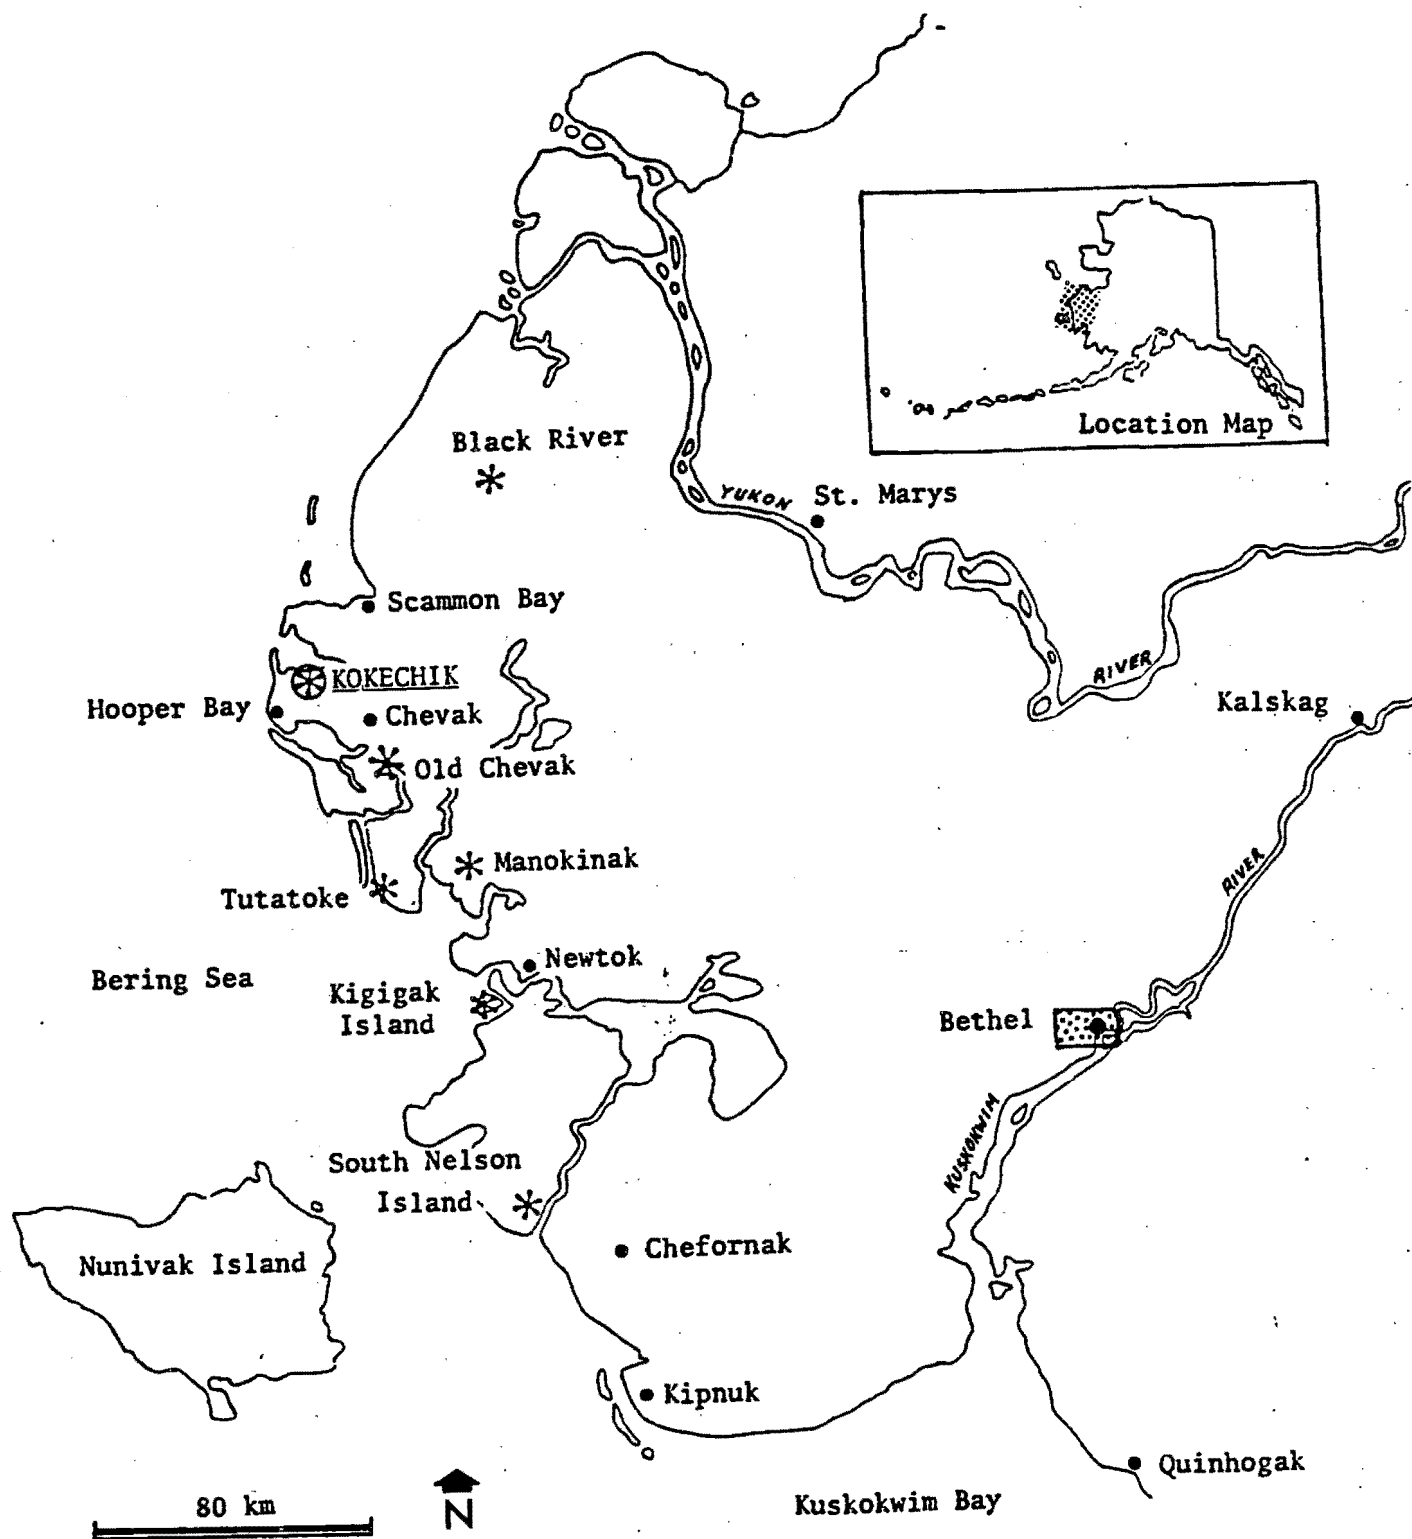 Location Map
Black River
YUKON
St. Marys
Scammon Bay
KOKECHIK
RIVER
Kalskag
Hooper Bay
Chevak
Old Chevak
Manokinak
RIVER
Tutatoke
Newtok
Bering Sea
Kigigak
Island
Bethel
KUSKOKWIM
South Nelson
Island
Chefornak
Nunivak Island
Kipnuk
Quinhogak
80 km
N
Kuskokwim Bay